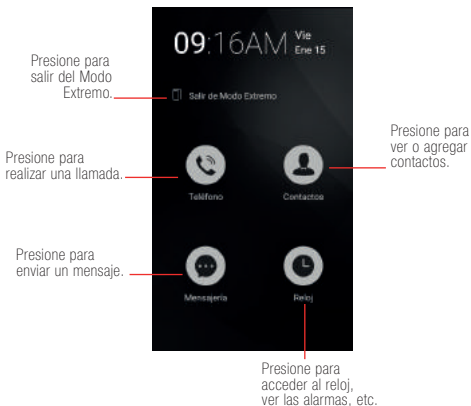 09:16AM Vie
Ene 15
Presione para
salir del Modo
Extremo.
Salir de Modo Extremo
Presione para
ver o agregar
contactos.
Presione para
realizar una llamada.
Teléfono
Contactos
Presione para
enviar un mensaje.
Mensajería
Reloj
Presione para
acceder al reloj,
ver las alarmas, etc.